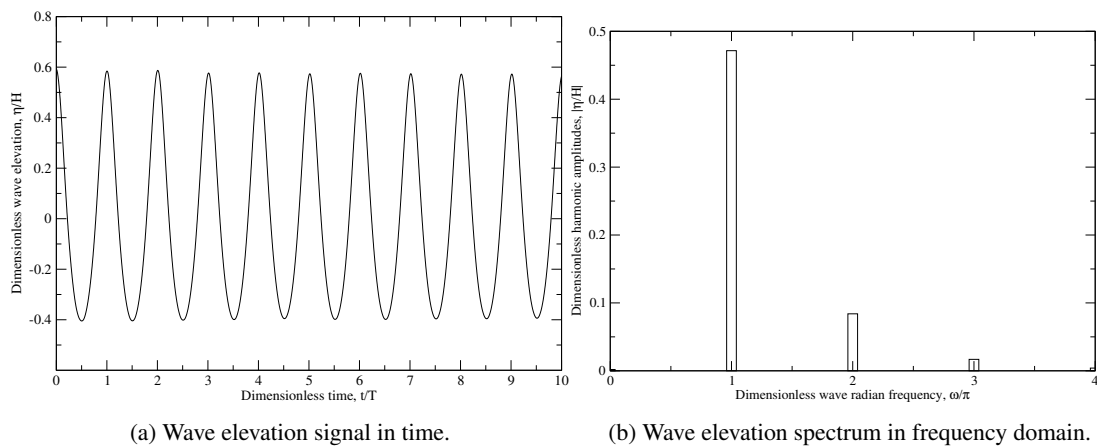 0.8
0.6
0.4
0.2
0
-0.2
-0.4
Dimensionless wave elevation, η/H
0 1 2 3 4 5 6 7 8 9 10
Dimensionless time, t/T
(a) Wave elevation signal in time.
0.5
0.4
0.3
0.2
0.1
0
Dimensionless harmonic amplitudes, |η/H|
0 1 2 3 4
Dimensionless wave radian frequency, ω/π
(b) Wave elevation spectrum in frequency domain.